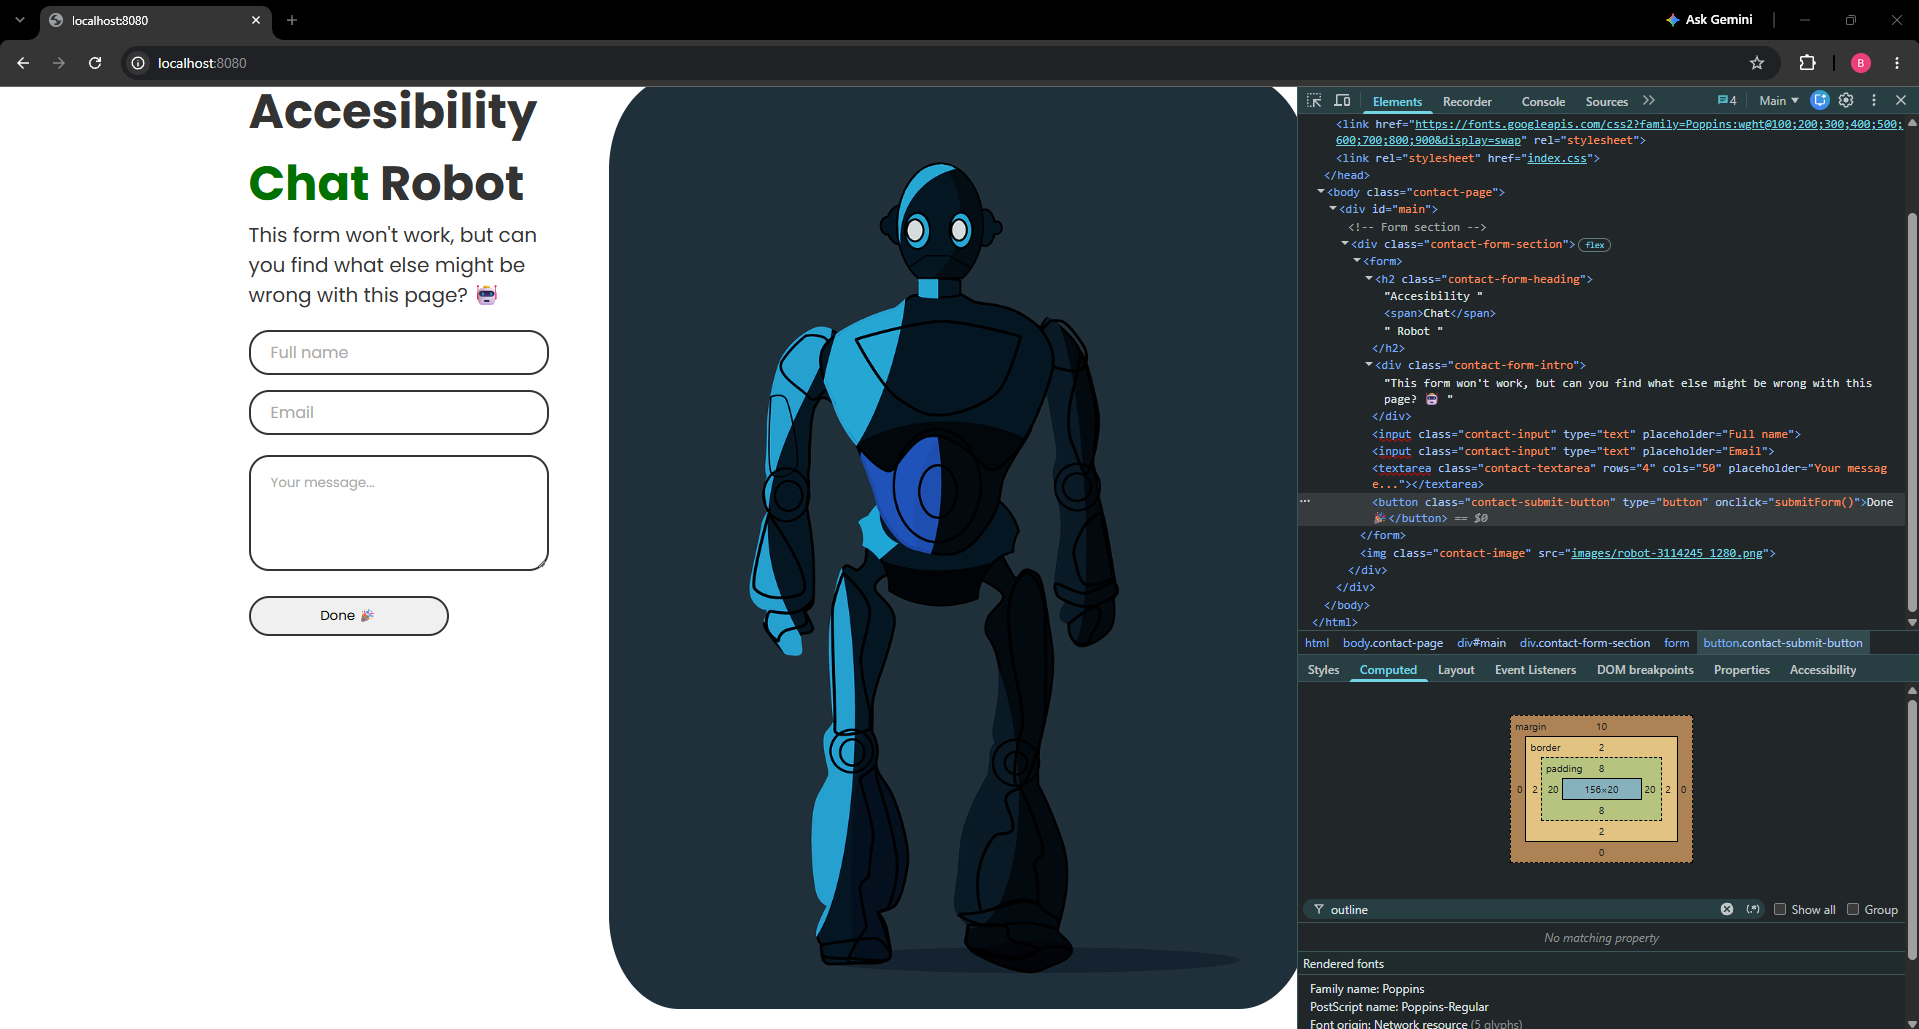 localhost:8080
Ask Gemini
localhost:8080
B
Accesibility
Chat Robot
This form won't work, but can
you find what else might be
wrong with this page? 🤖
Full name
Email
Your message...
Done 🎉
Elements
Recorder
Console
Sources
4
Main
<link href="https://fonts.googleapis.com/css2?family=Poppins:wght@100;200;300;400;500;
600;700;800;900&display=swap" rel="stylesheet">
<link rel="stylesheet" href="index.css">
</head>
<body class="contact-page">
<div id="main">
<!-- Form section -->
<div class="contact-form-section"> flex
<form>
<h2 class="contact-form-heading">
"Accesibility "
<span>Chat</span>
" Robot "
</h2>
<div class="contact-form-intro">
"This form won't work, but can you find what else might be wrong with this
page? 🤖 "
</div>
<input class="contact-input" type="text" placeholder="Full name">
<input class="contact-input" type="text" placeholder="Email">
<textarea class="contact-textarea" rows="4" cols="50" placeholder="Your messag
e..."></textarea>
<button class="contact-submit-button" type="button" onclick="submitForm()">Done
🎉</button> == $0
</form>
<img class="contact-image" src="images/robot-3114245_1280.png">
</div>
</div>
</body>
</html>
html
body.contact-page
div#main
div.contact-form-section
form
button.contact-submit-button
Styles
Computed
Layout
Event Listeners
DOM breakpoints
Properties
Accessibility
margin 10
border 2
padding 8
0 2 20 156×20 20 2 0
8
2
0
outline
(.*)
Show all
Group
No matching property
Rendered fonts
Family name: Poppins
PostScript name: Poppins-Regular
Font origin: Network resource (5 glyphs)